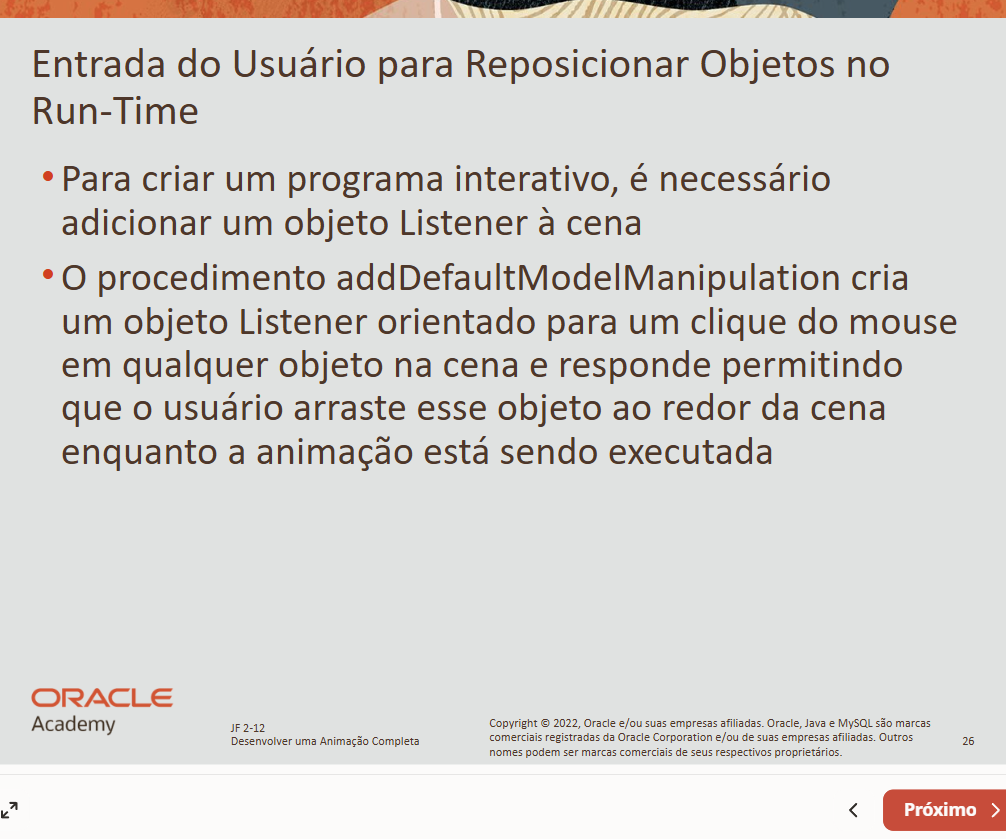 Entrada do Usuário para Reposicionar Objetos no
Run-Time
• Para criar um programa interativo, é necessário
adicionar um objeto Listener à cena
• O procedimento addDefaultModelManipulation cria
um objeto Listener orientado para um clique do mouse
em qualquer objeto na cena e responde permitindo
que o usuário arraste esse objeto ao redor da cena
enquanto a animação está sendo executada
ORACLE
Academy
JF 2-12
Desenvolver uma Animação Completa
Copyright © 2022, Oracle e/ou suas empresas afiliadas. Oracle, Java e MySQL são marcas
comerciais registradas da Oracle Corporation e/ou de suas empresas afiliadas. Outros
nomes podem ser marcas comerciais de seus respectivos proprietários.
26
Próximo